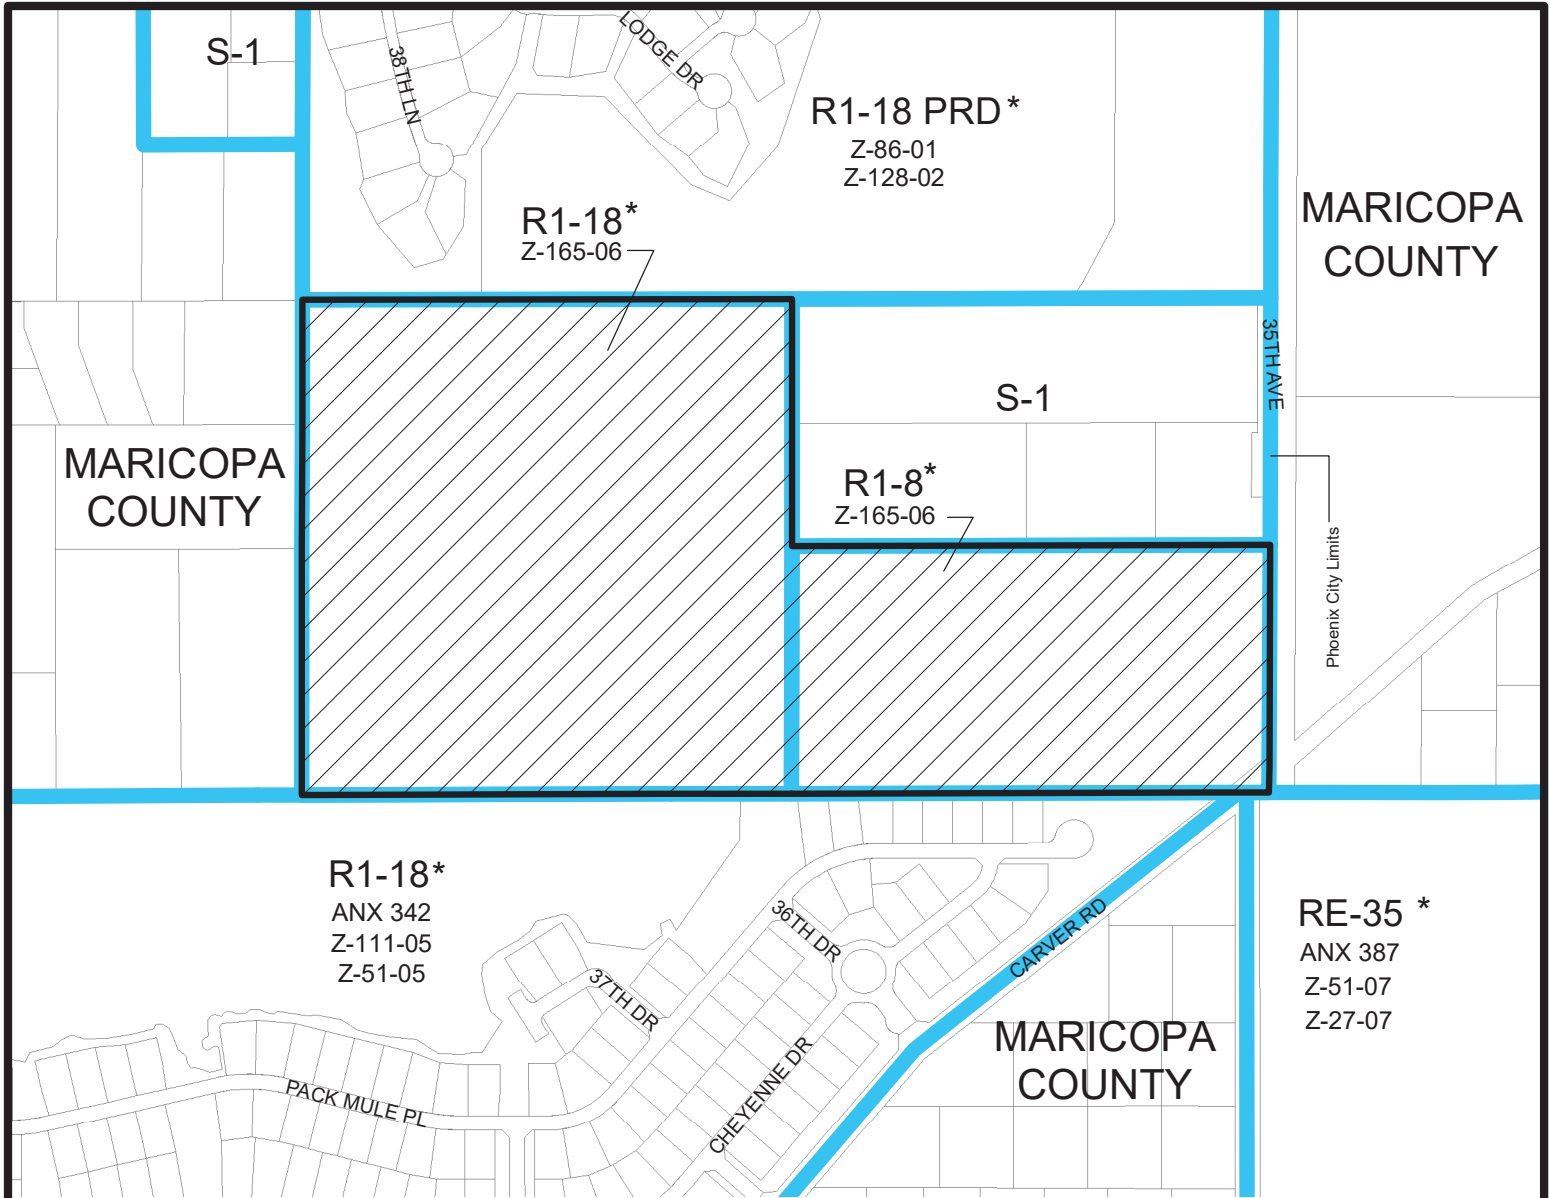 S-1
38TH LN
LODGE DR
R1-18 PRD *
Z-86-01
Z-128-02
R1-18*
Z-165-06
MARICOPA
COUNTY
35TH AVE
S-1
MARICOPA
COUNTY
R1-8*
Z-165-06
Phoenix City Limits
R1-18*
ANX 342
Z-111-05
Z-51-05
36TH DR
37TH DR
CARVER RD
RE-35 *
ANX 387
Z-51-07
Z-27-07
MARICOPA
COUNTY
CHEYENNE DR
PACK MULE PL